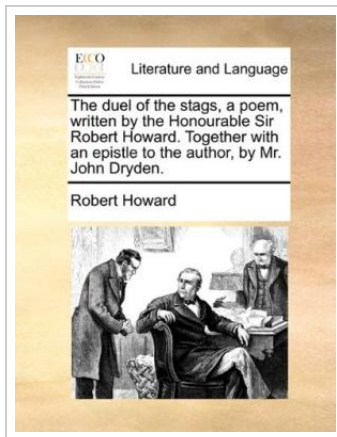 ECCO
Literature and Language
The duel of the stags, a poem,
written by the Honourable Sir
Robert Howard. Together with
an epistle to the author, by Mr.
John Dryden.
Robert Howard